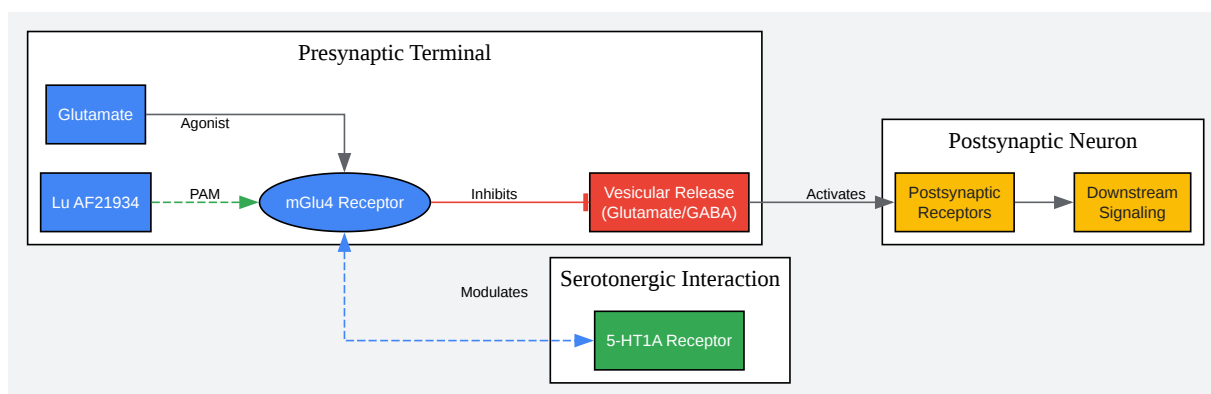 Presynaptic Terminal
Glutamate
Agonist
Lu AF21934
PAM
mGlu4 Receptor
Inhibits
Vesicular Release
(Glutamate/GABA)
Activates
Postsynaptic Neuron
Postsynaptic
Receptors
Downstream
Signaling
Modulates
Serotonergic Interaction
5-HT1A Receptor